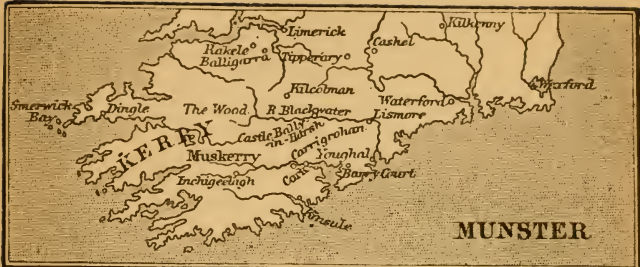 Limerick
Kilkenny
Rakele
Balligarra
Tipperary
Cashel
Wexford
Kilcolman
Smerwick
Bay
Dingle
The Wood
R. Blackwater
Waterford
Lismore
KERRY
Castle Bally
in-Harsh
Carrigrohan
Muskerry
Youghal
Cork
Barry Court
Inchigeelagh
Kinsale
MUNSTER